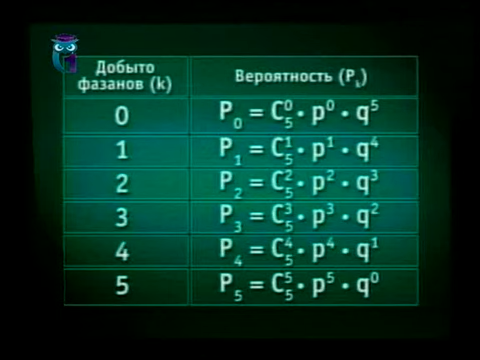 Добыто фазанов (k) Вероятность (Pₖ)
0 P₀ = C₅⁰ · p⁰ · q⁵
1 P₁ = C₅¹ · p¹ · q⁴
2 P₂ = C₅² · p² · q³
3 P₃ = C₅³ · p³ · q²
4 P₄ = C₅⁴ · p⁴ · q¹
5 P₅ = C₅⁵ · p⁵ · q⁰